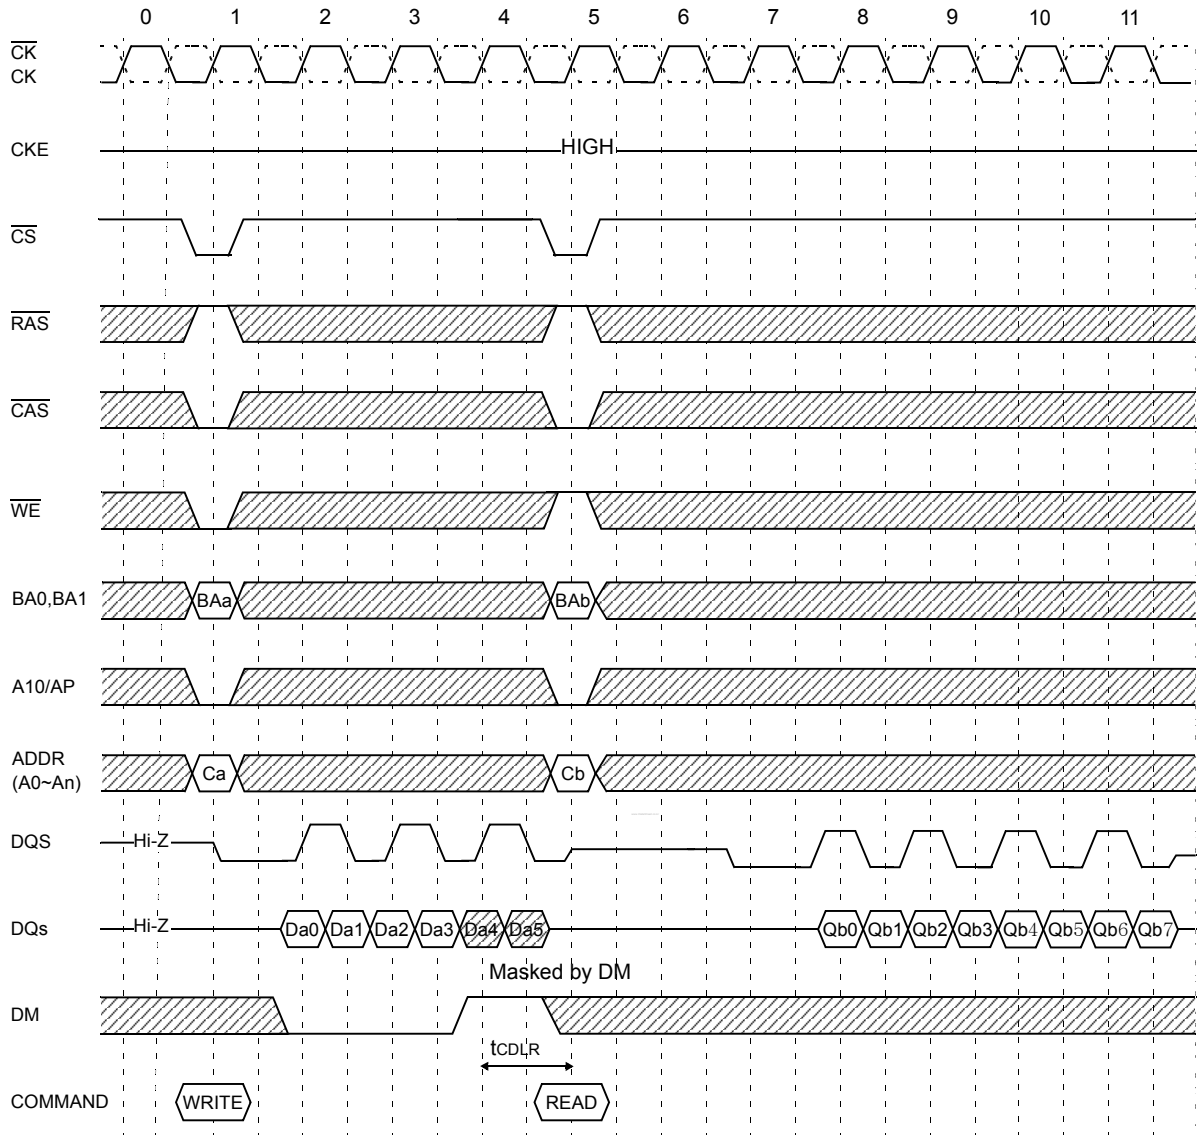 0 1 2 3 4 5 6 7 8 9 10 11
CK
CK
CKE HIGH
CS
RAS
CAS
WE
BA0,BA1 BAa BAb
A10/AP
ADDR Ca Cb
(A0~An)
DQS Hi-Z
DQs Hi-Z Da0 Da1 Da2 Da3 Da4 Da5 Qb0 Qb1 Qb2 Qb3 Qb4 Qb5 Qb6 Qb7
Masked by DM
DM
tCDLR
COMMAND WRITE READ